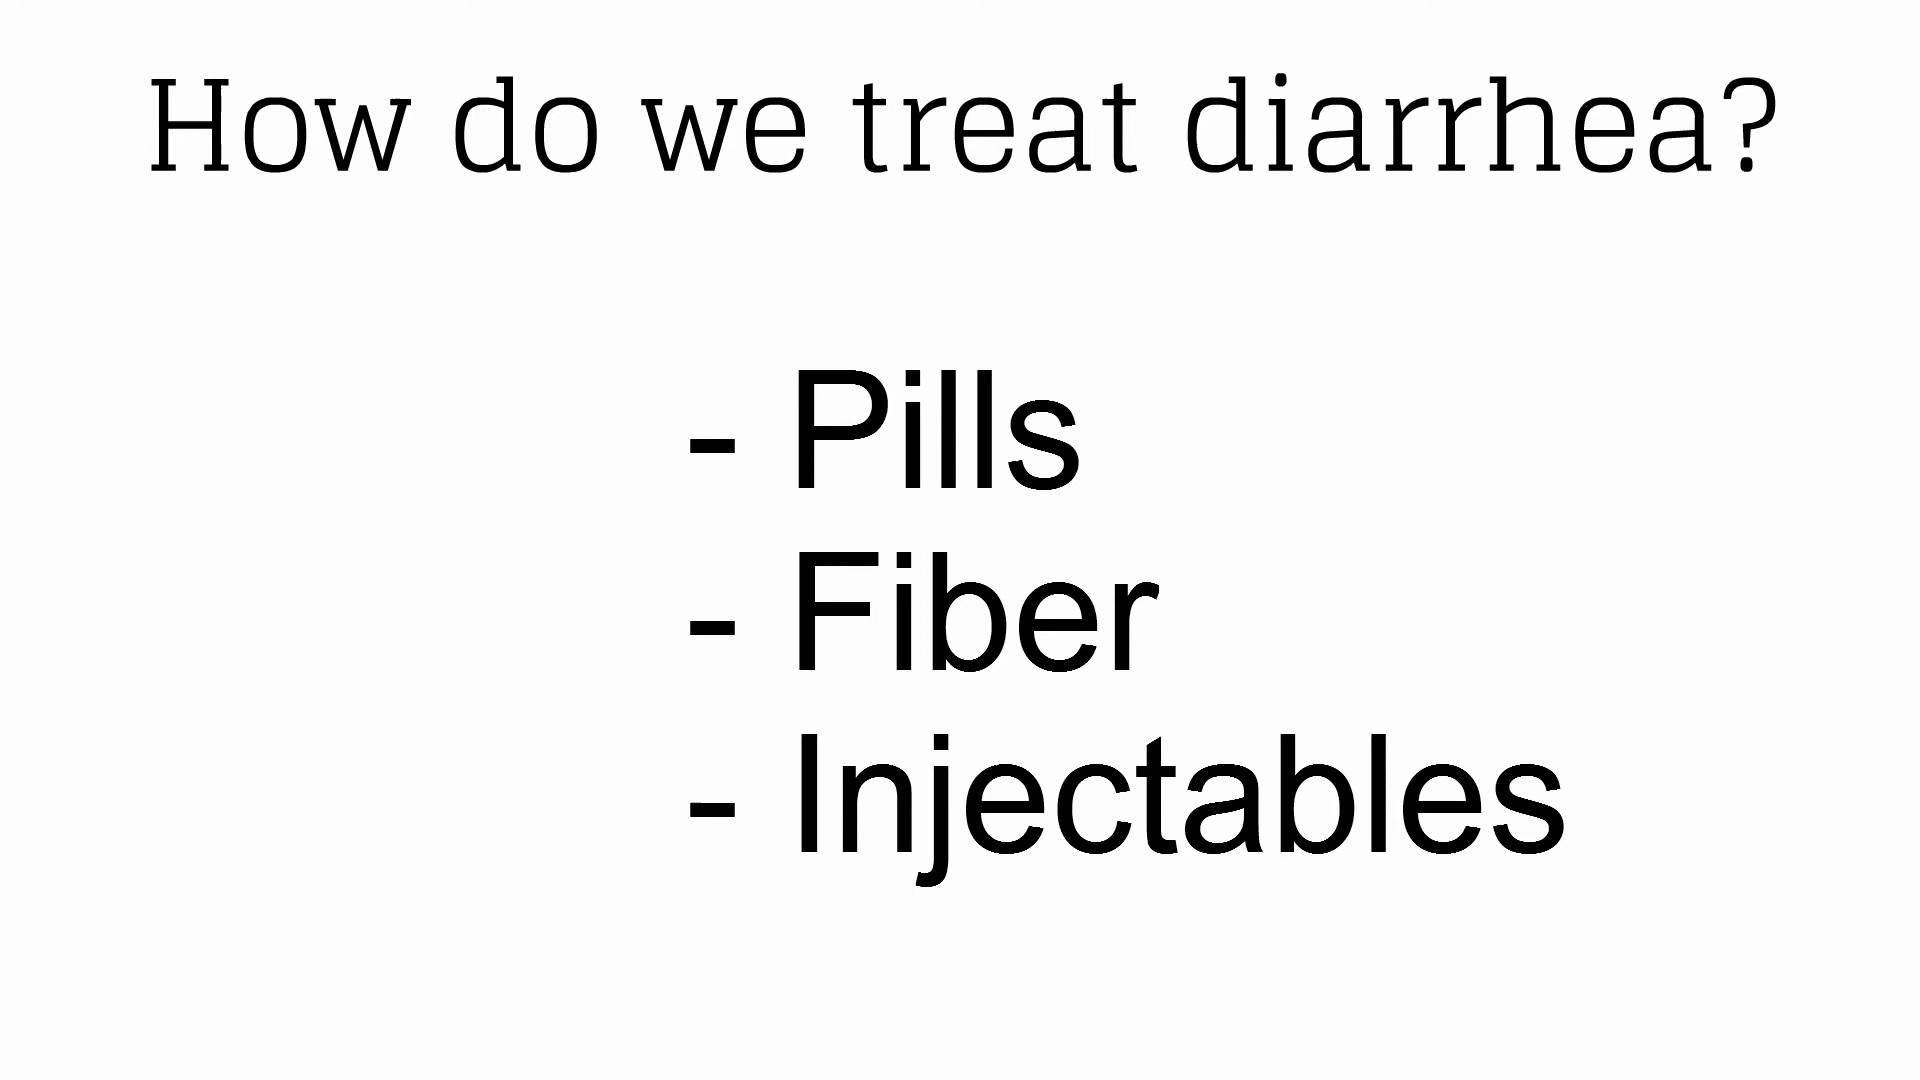 How do we treat diarrhea?
- Pills
- Fiber
- Injectables